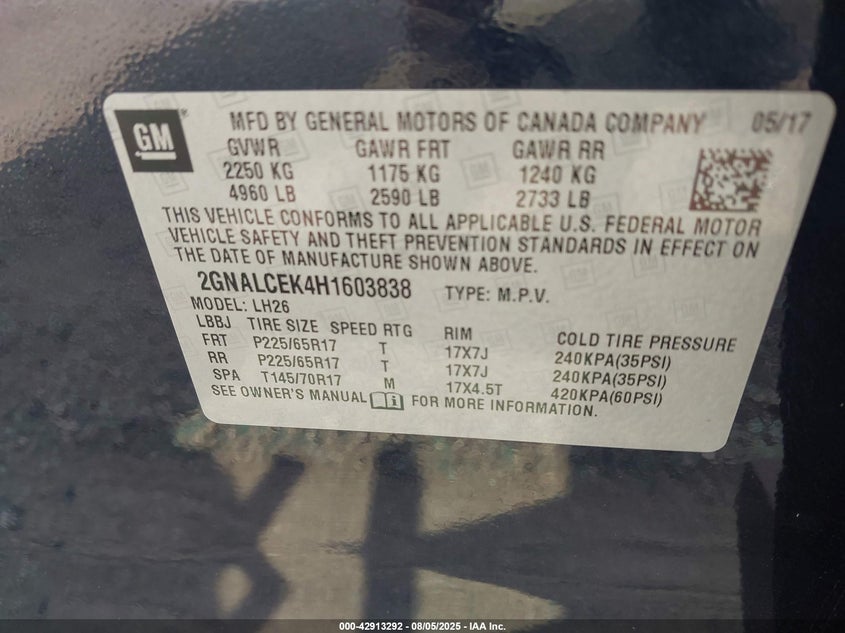 GM
MFD BY GENERAL MOTORS OF CANADA COMPANY 05/17
GVWR GAWR FRT GAWR RR
2250 KG 1175 KG 1240 KG
4960 LB 2590 LB 2733 LB
THIS VEHICLE CONFORMS TO ALL APPLICABLE U.S. FEDERAL MOTOR
VEHICLE SAFETY AND THEFT PREVENTION STANDARDS IN EFFECT ON
THE DATE OF MANUFACTURE SHOWN ABOVE.
2GNALCEK4H1603838 TYPE: M.P.V.
MODEL: LH26
LBBJ TIRE SIZE SPEED RTG RIM COLD TIRE PRESSURE
FRT P225/65R17 T 17X7J 240KPA(35PSI)
RR P225/65R17 T 17X7J 240KPA(35PSI)
SPA T145/70R17 M 17X4.5T 420KPA(60PSI)
SEE OWNER'S MANUAL FOR MORE INFORMATION.
000-42913292 - 08/05/2025 - IAA Inc.